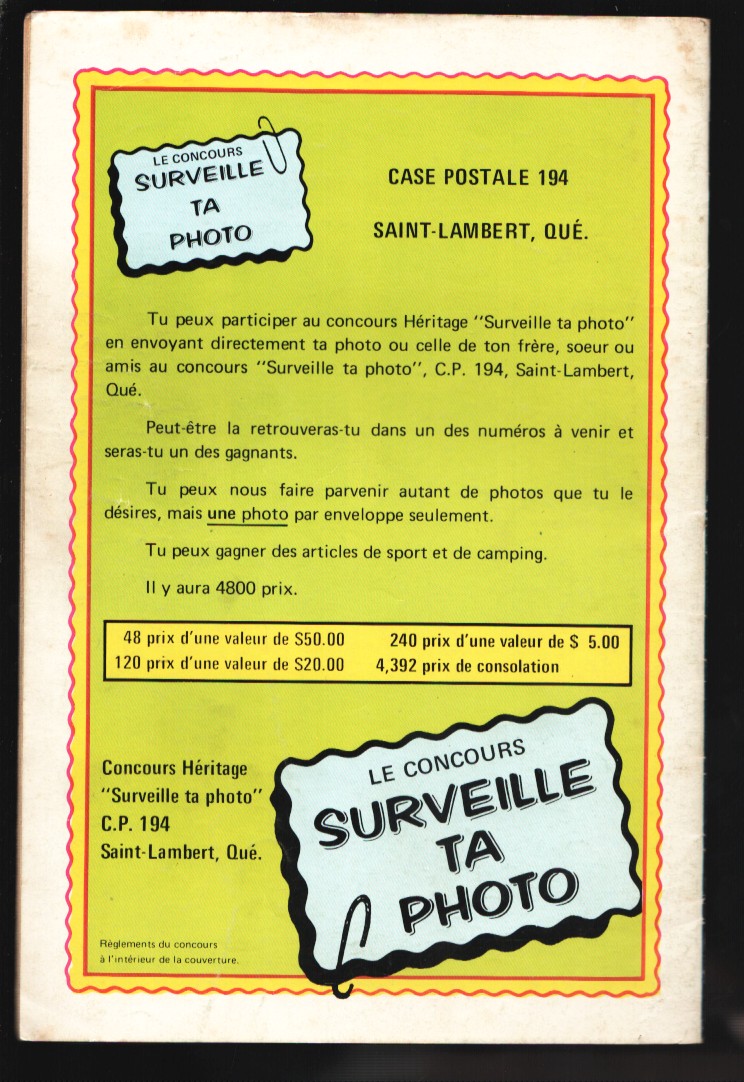 LE CONCOURS
SURVEILLE
TA
PHOTO
CASE POSTALE 194
SAINT-LAMBERT, QUÉ.
Tu peux participer au concours Héritage "Surveille ta photo"
en envoyant directement ta photo ou celle de ton frère, soeur ou
amis au concours "Surveille ta photo", C.P. 194, Saint-Lambert,
Qué.
Peut-être la retrouveras-tu dans un des numéros à venir et
seras-tu un des gagnants.
Tu peux nous faire parvenir autant de photos que tu le
désires, mais une photo par enveloppe seulement.
Tu peux gagner des articles de sport et de camping.
Il y aura 4800 prix.
48 prix d'une valeur de $50.00 240 prix d'une valeur de $ 5.00
120 prix d'une valeur de $20.00 4,392 prix de consolation
Concours Héritage
"Surveille ta photo"
C.P. 194
Saint-Lambert, Qué.
LE CONCOURS
SURVEILLE
TA
PHOTO
Règlements du concours
à l'intérieur de la couverture.